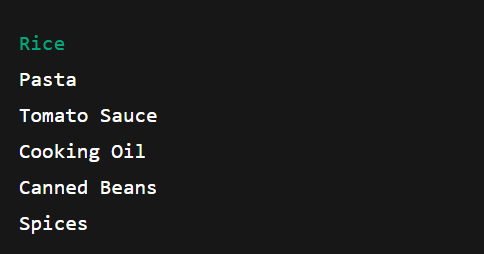 Rice
Pasta
Tomato Sauce
Cooking Oil
Canned Beans
Spices